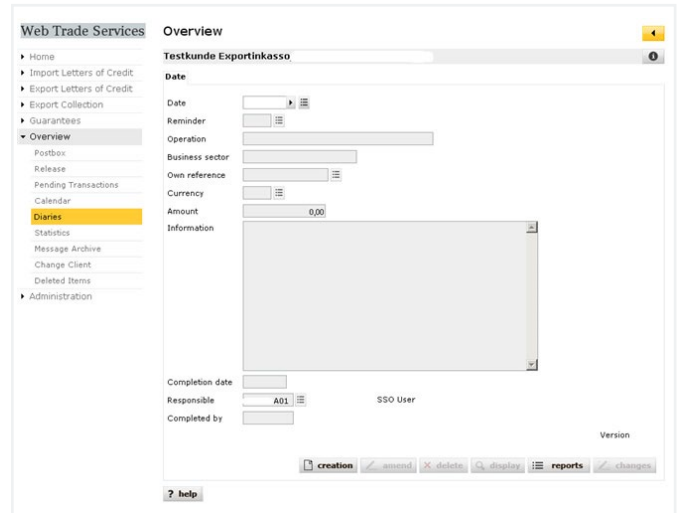 Web Trade Services
Overview
Home
Import Letters of Credit
Export Letters of Credit
Export Collection
Guarantees
Overview
Postbox
Release
Pending Transactions
Calendar
Diaries
Statistics
Message Archive
Change Client
Deleted Items
Administration
Testkunde Exportinkasso
Date
Date
Reminder
Operation
Business sector
Own reference
Currency
Amount 0,00
Information
Completion date
Responsible A01 SSO User
Completed by
Version
creation amend delete display reports changes
? help